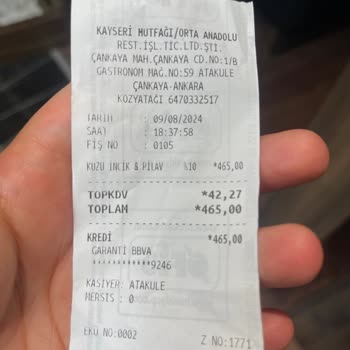 KAYSERİ MUTFAĞI/ORTA ANADOLU
REST.İŞL.TİC.LTD.ŞTİ.
ÇANKAYA MAH.ÇANKAYA CD.NO:1/B
GASTRONOM MAĞ.NO:59 ATAKULE
ÇANKAYA-ANKARA
KOZYATAĞI 6470332517
TARİH : 09/08/2024
SAAT : 18:37:58
FİŞ NO : 0105
KUZU İNCİK & PİLAV %10 *465,00
TOPKDV *42,27
TOPLAM *465,00
KREDİ *465,00
GARANTI BBVA
************9246
KASİYER: ATAKULE
MERSIS : 0
EKÜ NO:0002 Z NO:1771